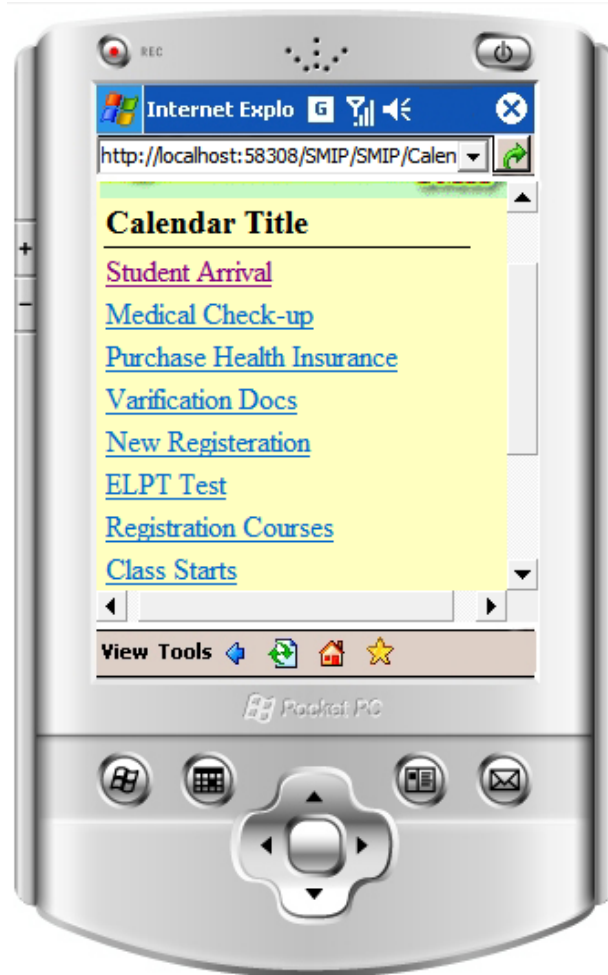 REC
Internet Explo G
http://localhost:58308/SMIP/SMIP/Calen
Calendar Title
Student Arrival
Medical Check-up
Purchase Health Insurance
Varification Docs
New Registeration
ELPT Test
Registration Courses
Class Starts
View Tools
Pocket PC
+
−